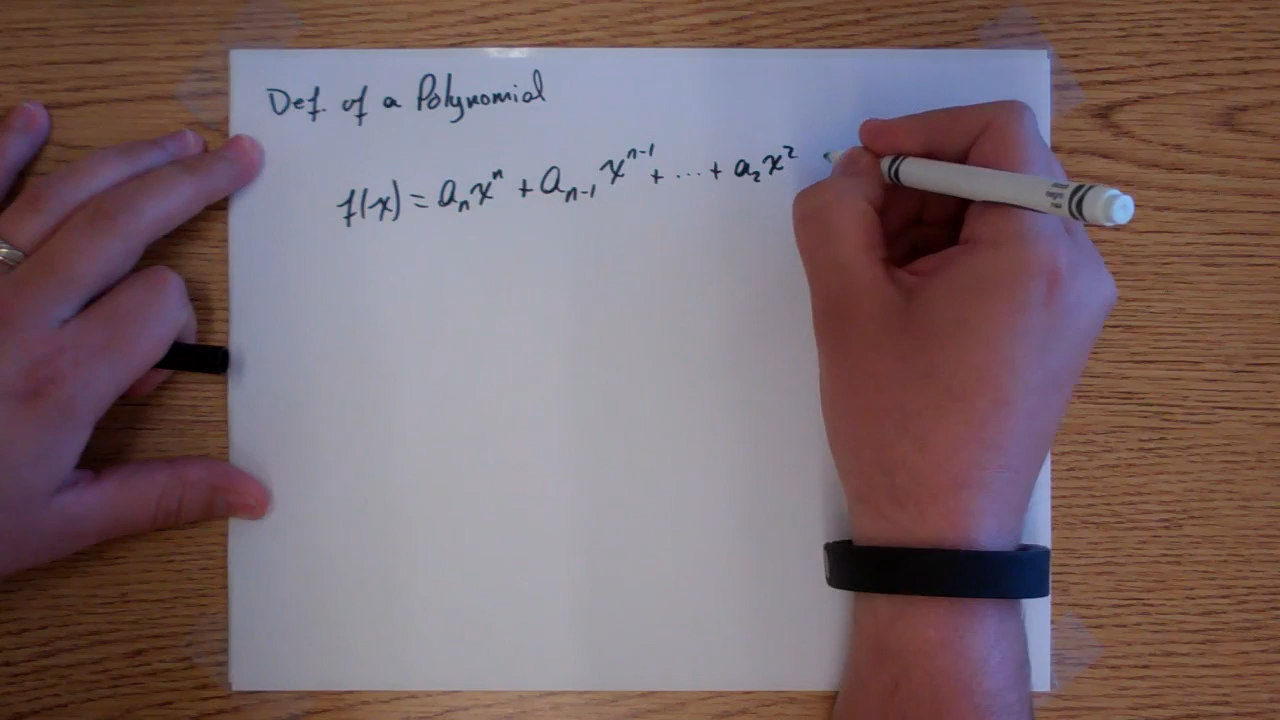 Def. of a Polynomial
f(x) = aₙxⁿ + aₙ₋₁xⁿ⁻¹ + ... + a₂x²